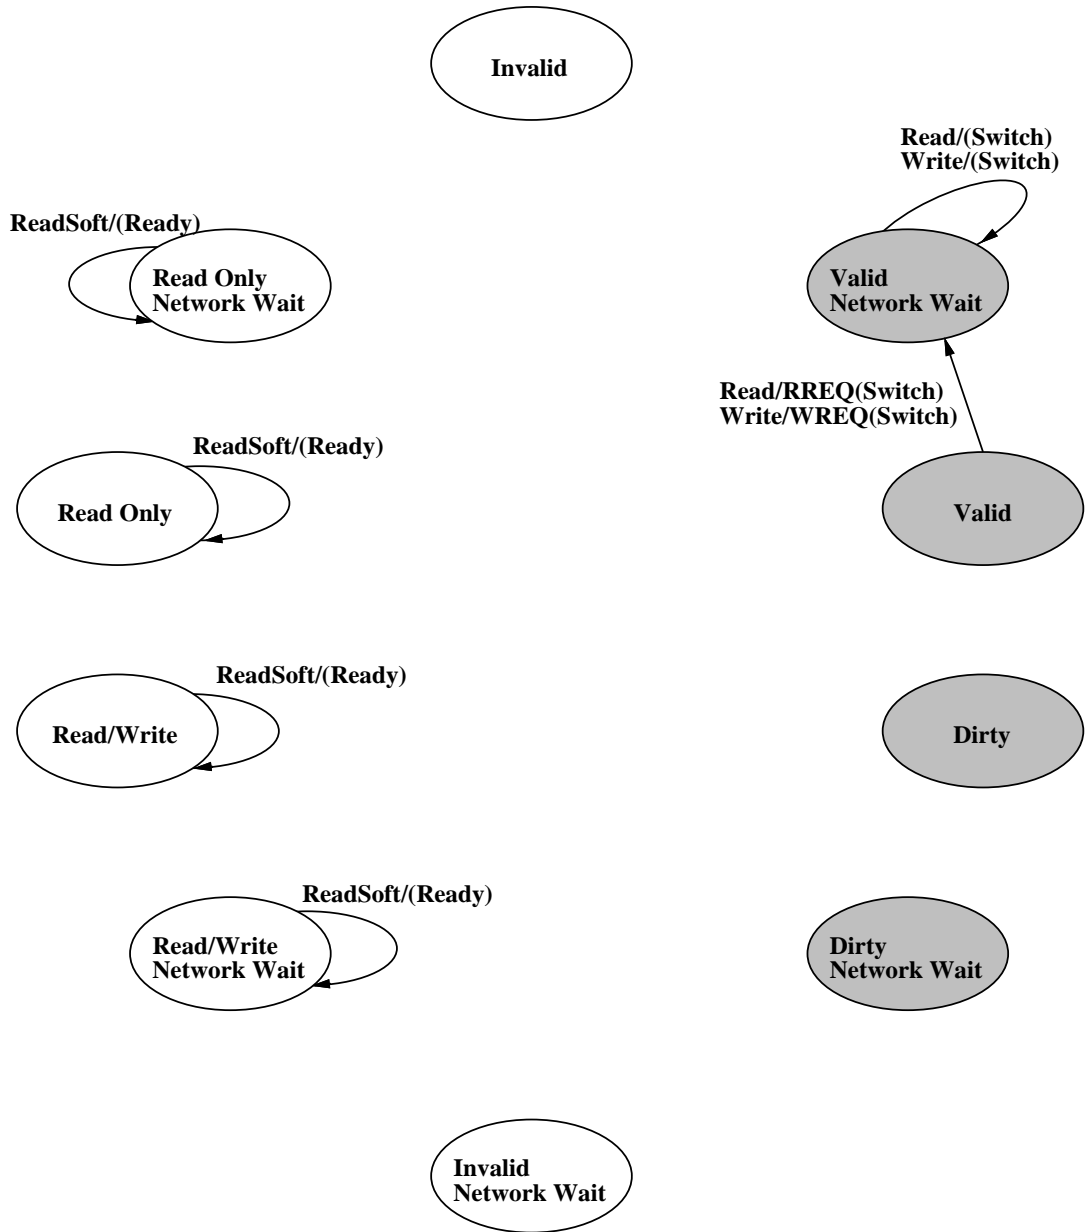 Invalid
Read/(Switch)
Write/(Switch)
ReadSoft/(Ready)
Read Only
Network Wait
Valid
Network Wait
Read/RREQ(Switch)
Write/WREQ(Switch)
ReadSoft/(Ready)
Read Only
Valid
ReadSoft/(Ready)
Read/Write
Dirty
ReadSoft/(Ready)
Read/Write
Network Wait
Dirty
Network Wait
Invalid
Network Wait